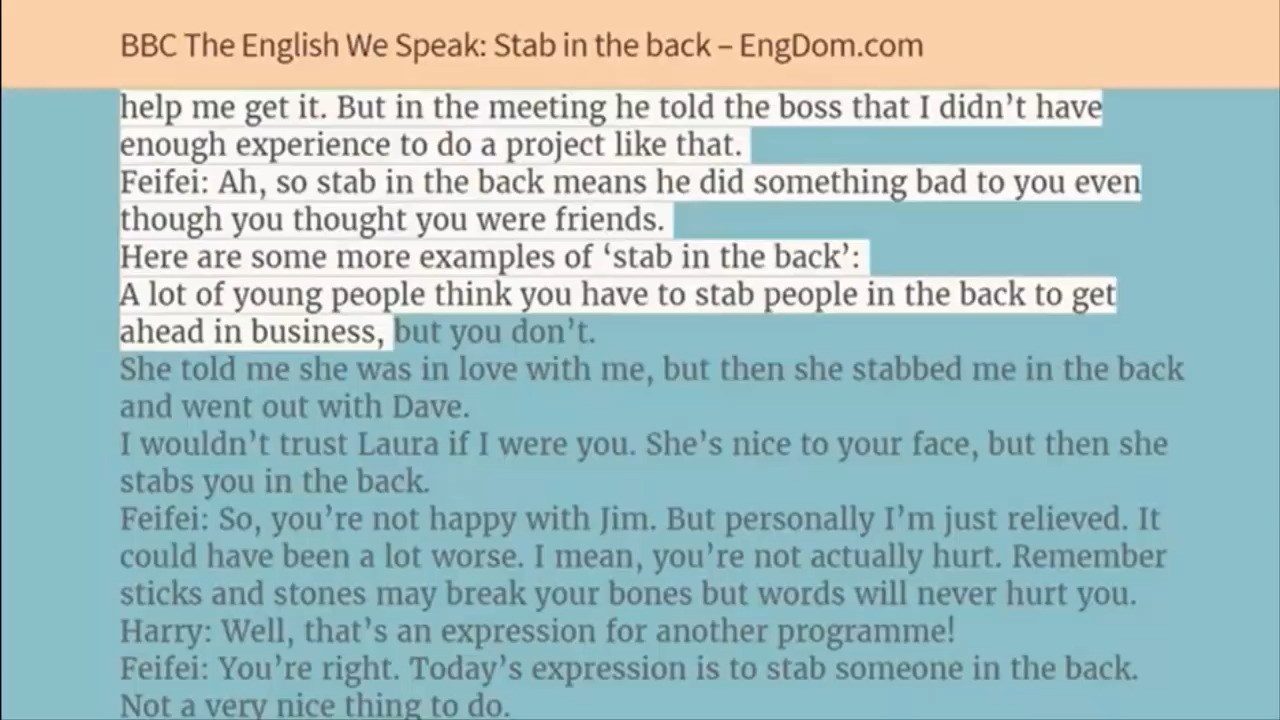 BBC The English We Speak: Stab in the back – EngDom.com
help me get it. But in the meeting he told the boss that I didn’t have
enough experience to do a project like that.
Feifei: Ah, so stab in the back means he did something bad to you even
though you thought you were friends.
Here are some more examples of ‘stab in the back’:
A lot of young people think you have to stab people in the back to get
ahead in business, but you don’t.
She told me she was in love with me, but then she stabbed me in the back
and went out with Dave.
I wouldn’t trust Laura if I were you. She’s nice to your face, but then she
stabs you in the back.
Feifei: So, you’re not happy with Jim. But personally I’m just relieved. It
could have been a lot worse. I mean, you’re not actually hurt. Remember
sticks and stones may break your bones but words will never hurt you.
Harry: Well, that’s an expression for another programme!
Feifei: You’re right. Today’s expression is to stab someone in the back.
Not a very nice thing to do.